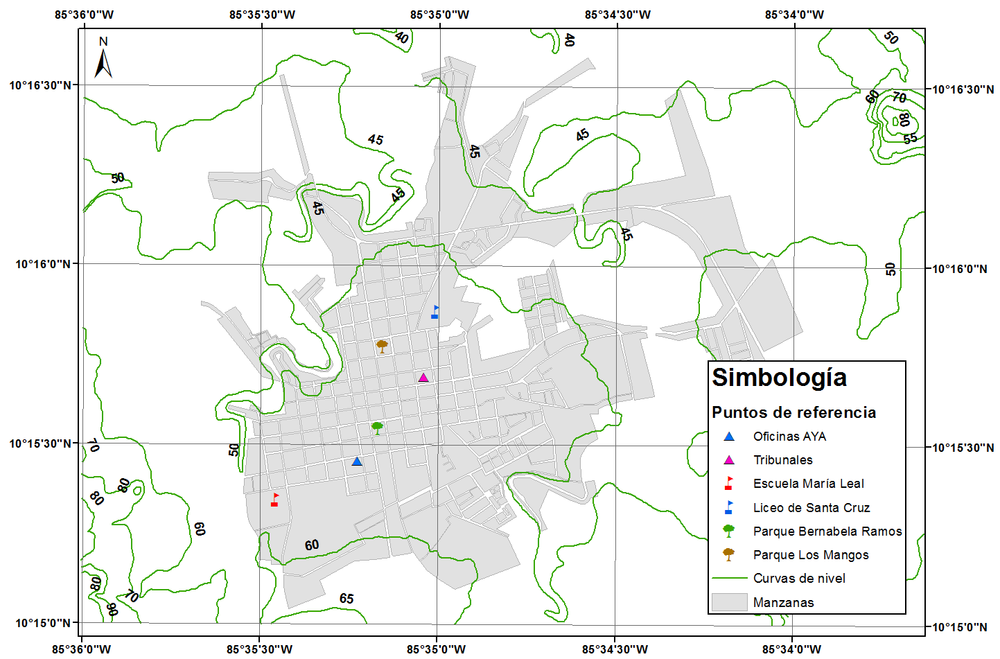 85°36'0"W 85°35'30"W 85°35'0"W 85°34'30"W 85°34'0"W
N
40
40
50
10°16'30"N
10°16'30"N
60
70
80
55
45
45
45
50
45
45
45
10°16'0"N
10°16'0"N
50
Simbología
Puntos de referencia
Oficinas AYA
Tribunales
Escuela María Leal
Liceo de Santa Cruz
Parque Bernabela Ramos
Parque Los Mangos
Curvas de nivel
Manzanas
10°15'30"N
10°15'30"N
70
50
80
80
60
60
80
70
90
65
10°15'0"N
10°15'0"N
85°36'0"W 85°35'30"W 85°35'0"W 85°34'30"W 85°34'0"W